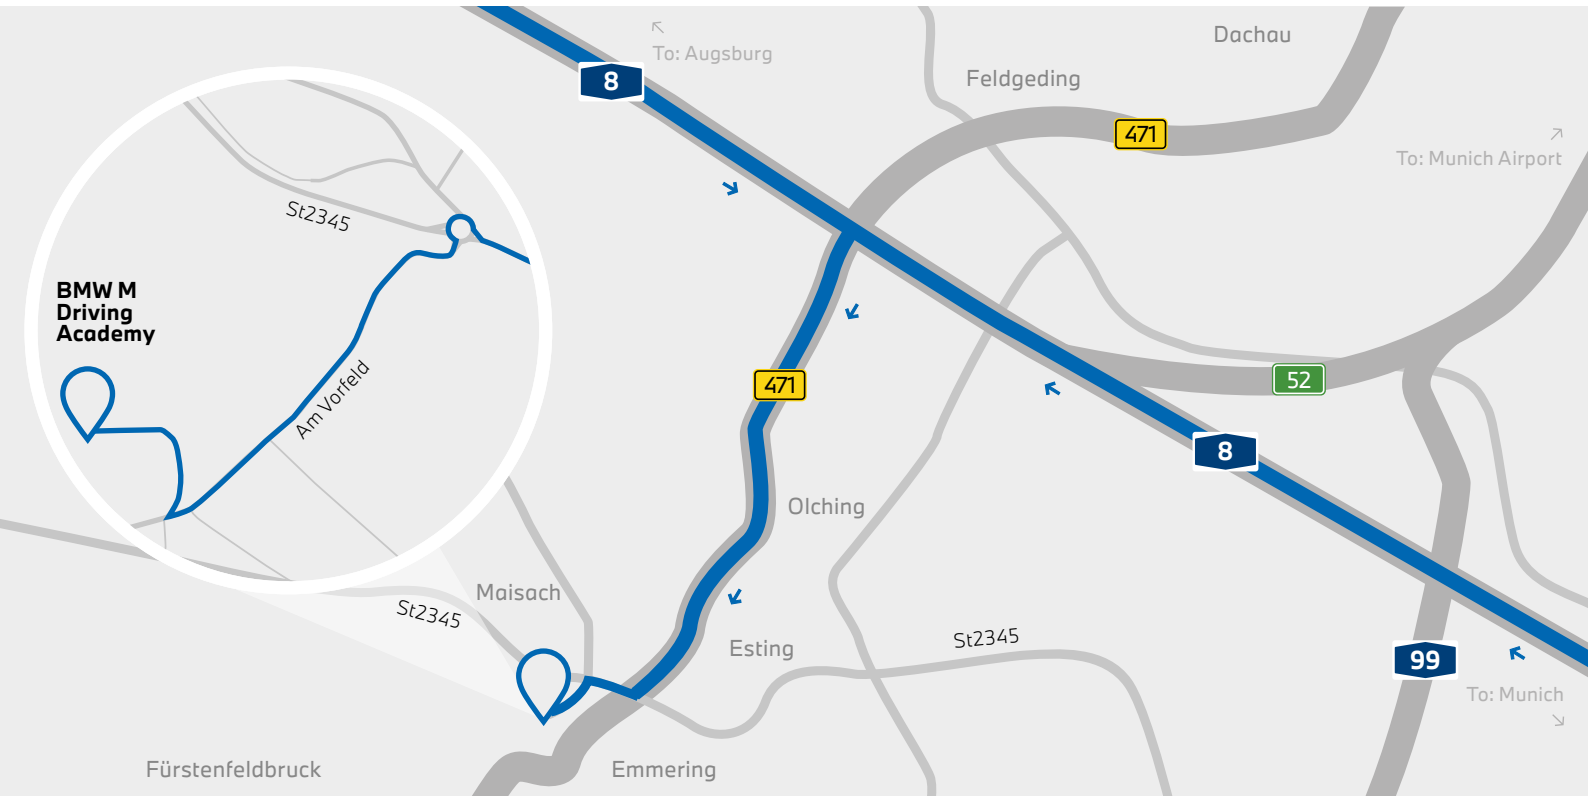 Dachau
To: Augsburg
8
Feldgeding
471
To: Munich Airport
St2345
BMW M
Driving
Academy
Am Vorfeld
471
52
8
Olching
Maisach
St2345
Esting
St2345
99
To: Munich
Fürstenfeldbruck
Emmering